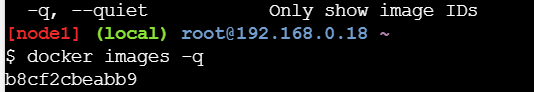 -q, --quiet Only show image IDs
[node1] (local) root@192.168.0.18 ~
$ docker images -q
b8cf2cbeabb9